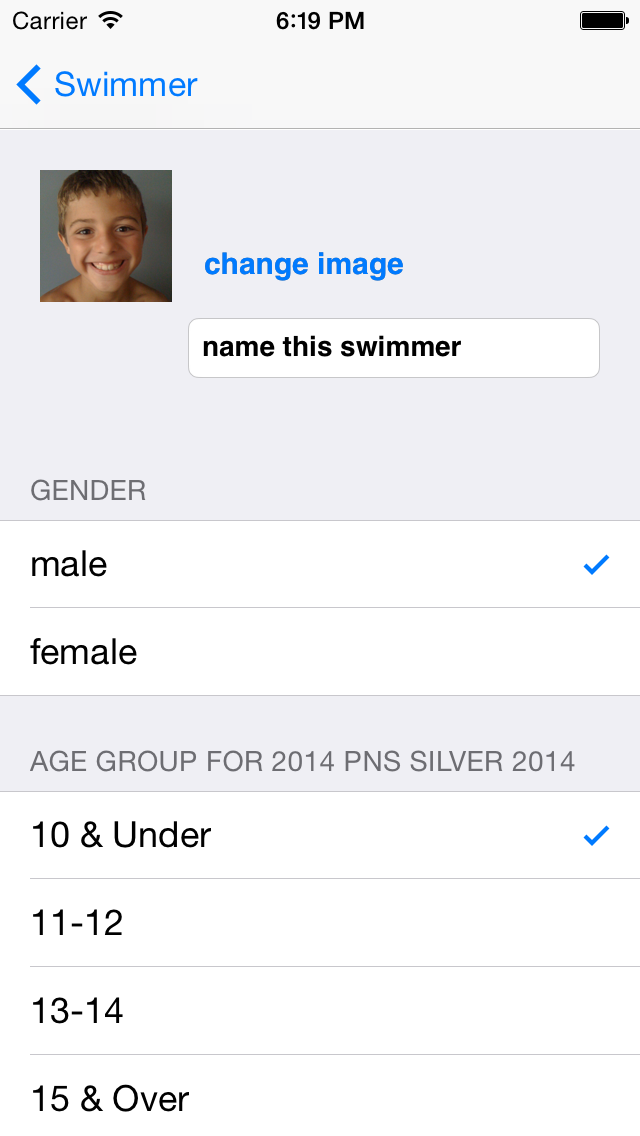 Carrier 6:19 PM
Swimmer
change image
name this swimmer
GENDER
male
female
AGE GROUP FOR 2014 PNS SILVER 2014
10 & Under
11-12
13-14
15 & Over